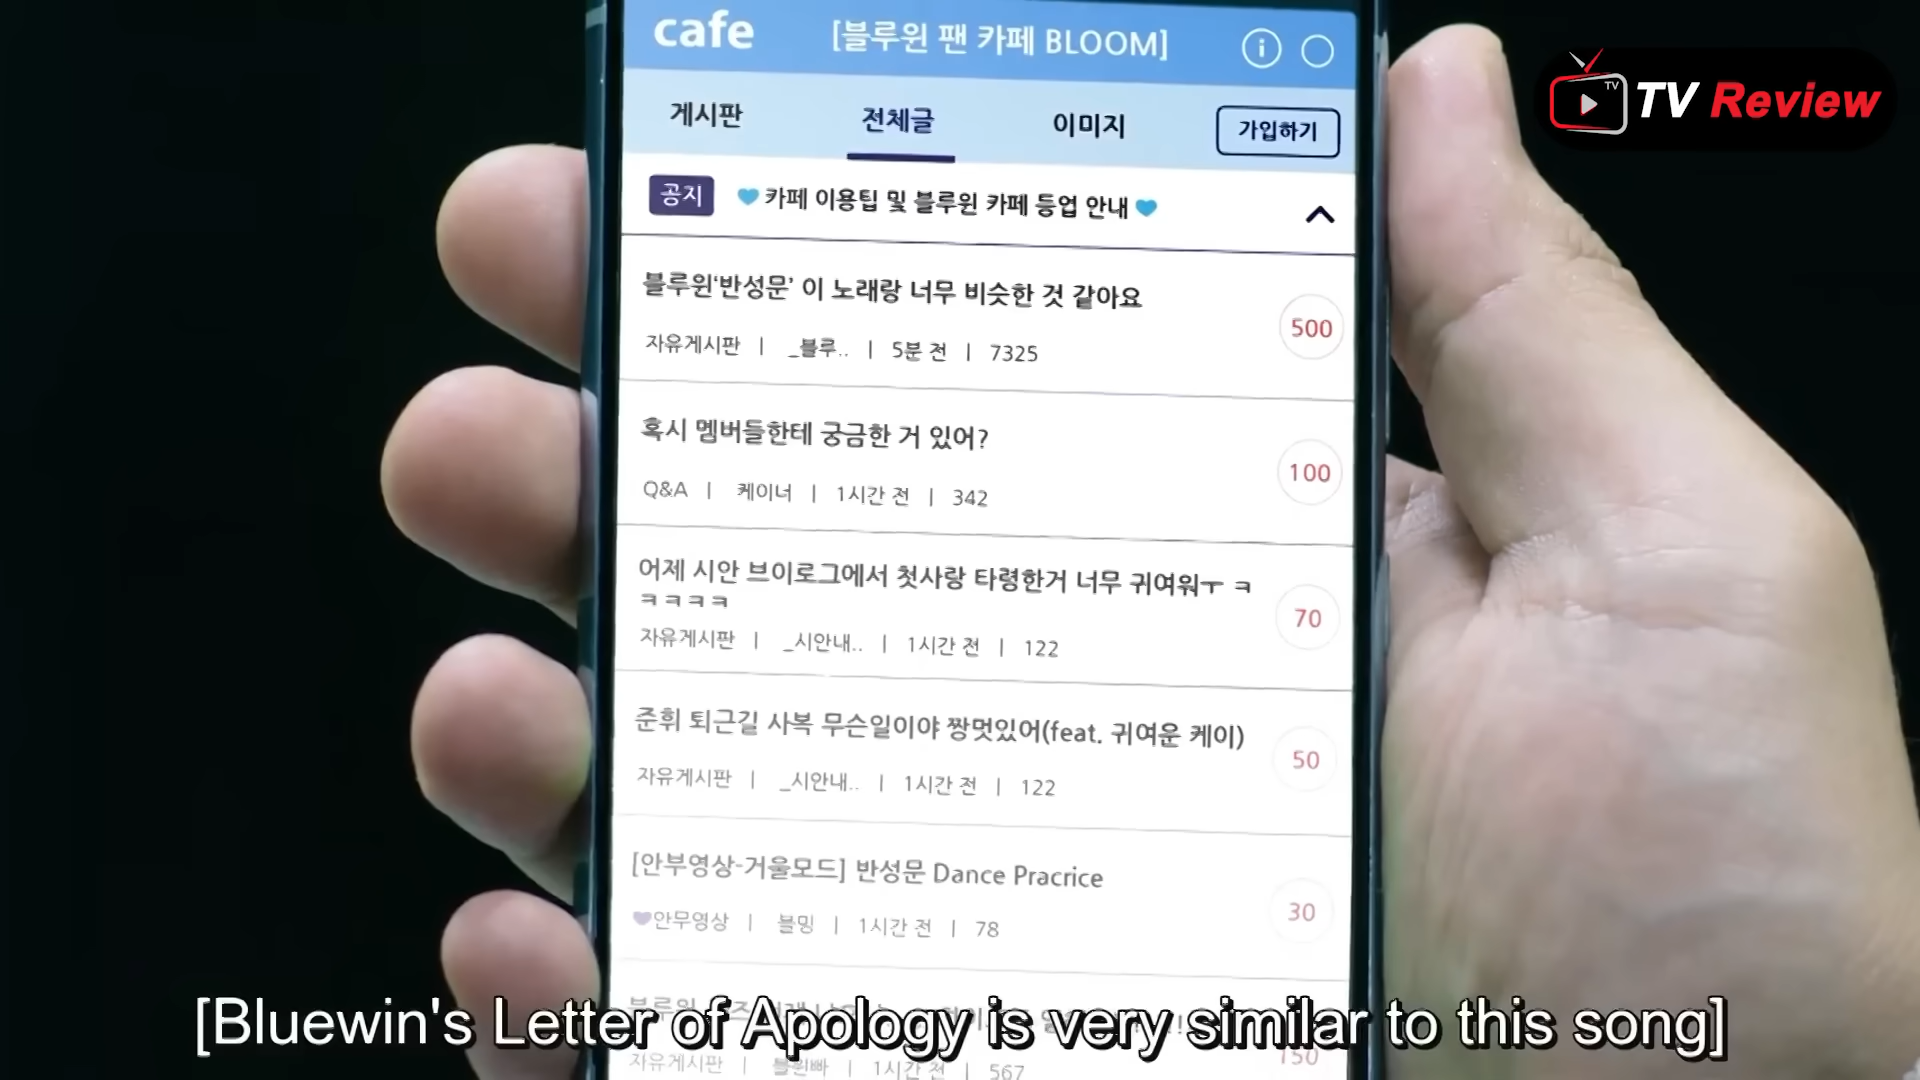 cafe [블루윈 팬 카페 BLOOM] i
TV
TV Review
게시판 전체글 이미지 가입하기
공지 카페 이용팁 및 블루윈 카페 등업 안내
블루윈'반성문' 이 노래랑 너무 비슷한 것 같아요
500
자유게시판 | _블루.. | 5분 전 | 7325
혹시 멤버들한테 궁금한 거 있어?
100
Q&A | 케이너 | 1시간 전 | 342
어제 시안 브이로그에서 첫사랑 타령한거 너무 귀여워ㅜ ㅋ
ㅋㅋㅋㅋ
70
자유게시판 | _시안내.. | 1시간 전 | 122
준휘 퇴근길 사복 무슨일이야 짱멋있어(feat. 귀여운 케이)
50
자유게시판 | _시안내.. | 1시간 전 | 122
[안부영상-거울모드] 반성문 Dance Pracrice
30
안무영상 | 블밍 | 1시간 전 | 78
[Bluewin's Letter of Apology is very similar to this song]
자유게시판 | 블윈빠 | 1시간 전 | 567
150